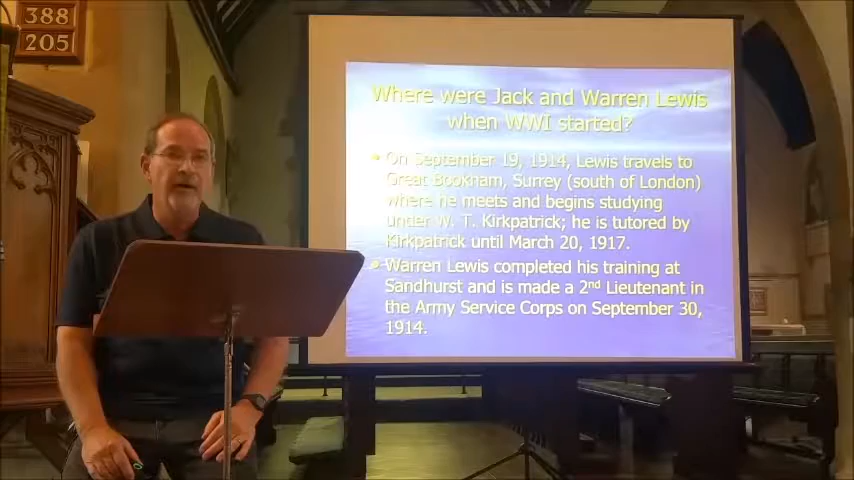 388
205
Where were Jack and Warren Lewis
when WWI started?
On September 19, 1914, Lewis travels to
Great Bookham, Surrey (south of London)
where he meets and begins studying
under W. T. Kirkpatrick; he is tutored by
Kirkpatrick until March 20, 1917.
Warren Lewis completed his training at
Sandhurst and is made a 2nd Lieutenant in
the Army Service Corps on September 30,
1914.